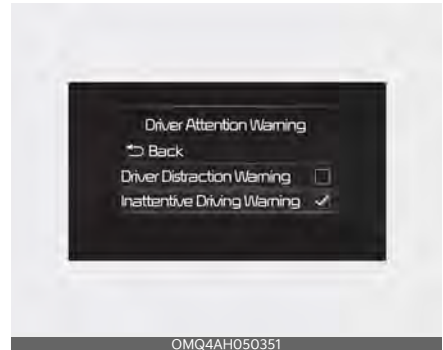 Driver Attention Warning
Back
Driver Distraction Warning
Inattentive Driving Warning
OMQ4AH050351